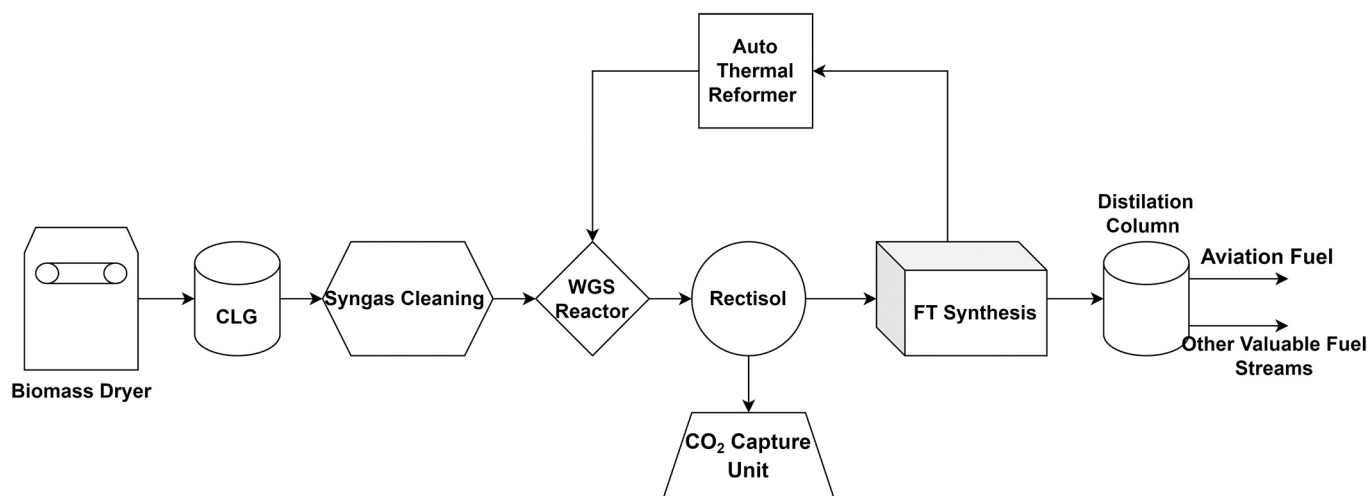 Auto
Thermal
Reformer
Distilation
Column
Aviation Fuel
Syngas Cleaning
WGS
Reactor
Rectisol
CLG
FT Synthesis
Other Valuable Fuel
Streams
Biomass Dryer
CO₂ Capture
Unit